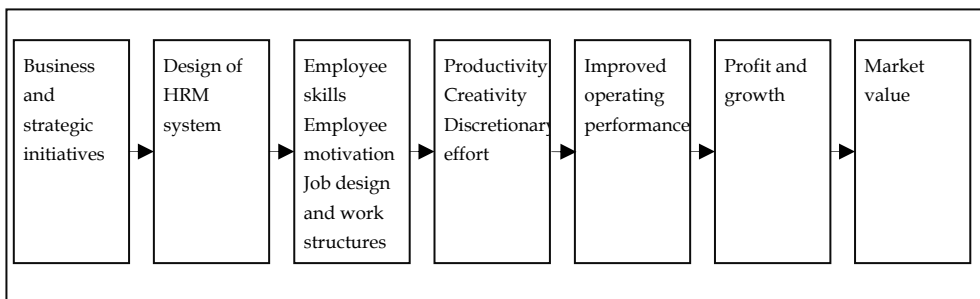 Business
and
strategic
initiatives
Design of
HRM
system
Employee
skills
Employee
motivation
Job design
and work
structures
Productivity
Creativity
Discretionary
effort
Improved
operating
performance
Profit and
growth
Market
value